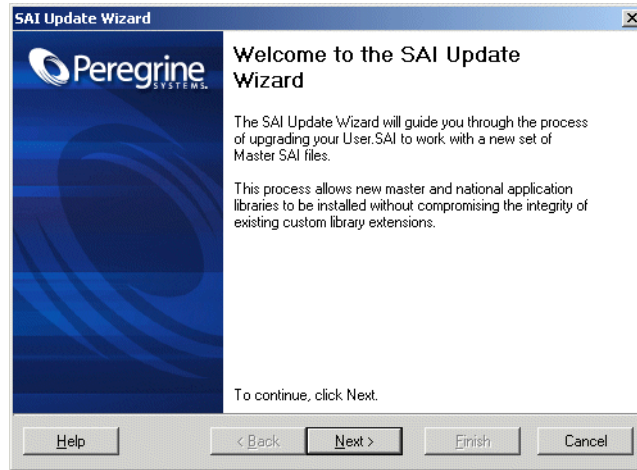 SAI Update Wizard
Peregrine
SYSTEMS.
Welcome to the SAI Update
Wizard
The SAI Update Wizard will guide you through the process
of upgrading your User.SAI to work with a new set of
Master SAI files.
This process allows new master and national application
libraries to be installed without compromising the integrity of
existing custom library extensions.
To continue, click Next.
Help
< Back
Next >
Finish
Cancel